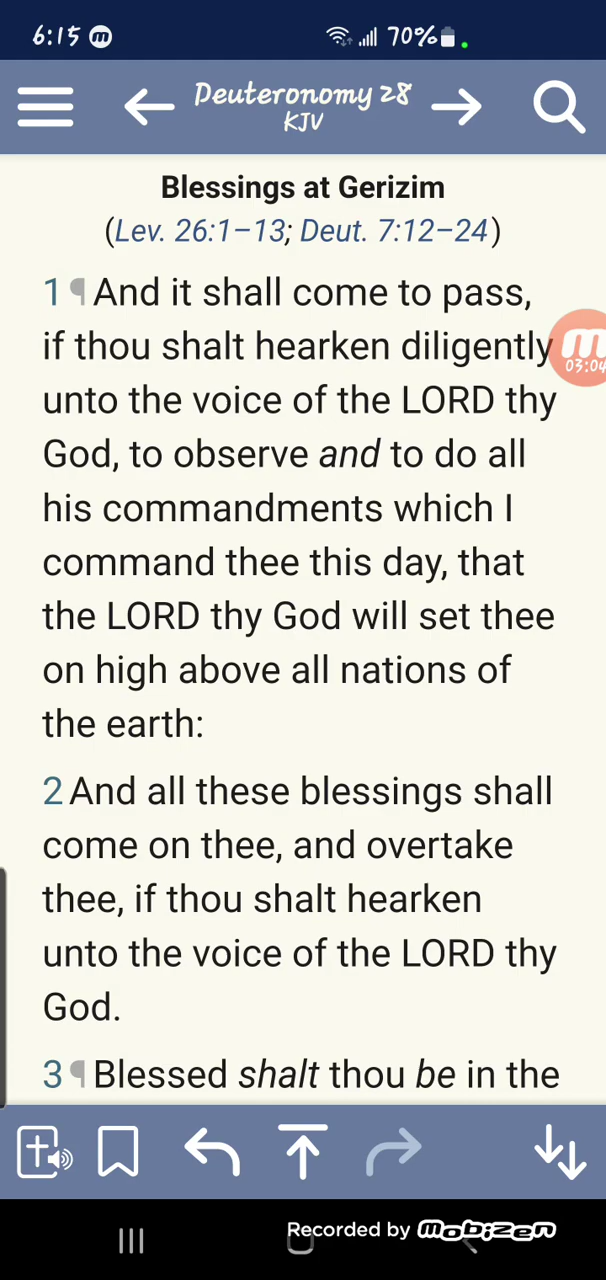 6:15 m 70%
Deuteronomy 28
KJV
Blessings at Gerizim
(Lev. 26:1–13; Deut. 7:12–24)
1 ¶ And it shall come to pass,
if thou shalt hearken diligently
m
03:04
unto the voice of the LORD thy
God, to observe and to do all
his commandments which I
command thee this day, that
the LORD thy God will set thee
on high above all nations of
the earth:
2 And all these blessings shall
come on thee, and overtake
thee, if thou shalt hearken
unto the voice of the LORD thy
God.
3 ¶ Blessed shalt thou be in the
Recorded by mobizen